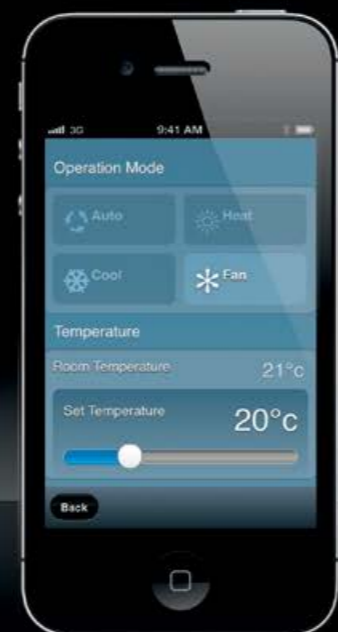 3G 9:41 AM
Operation Mode
Auto Heat
Cool Fan
Temperature
Room Temperature 21°c
Set Temperature 20°c
Back